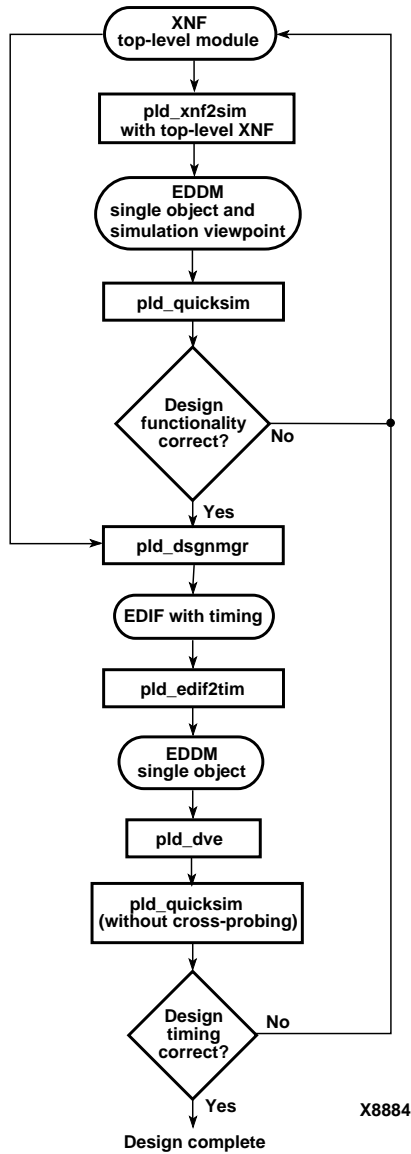 XNF
top-level module
pld_xnf2sim
with top-level XNF
EDDM
single object and
simulation viewpoint
pld_quicksim
Design
functionality
correct?
No
Yes
pld_dsgnmgr
EDIF with timing
pld_edif2tim
EDDM
single object
pld_dve
pld_quicksim
(without cross-probing)
Design
timing
correct?
No
Yes
X8884
Design complete